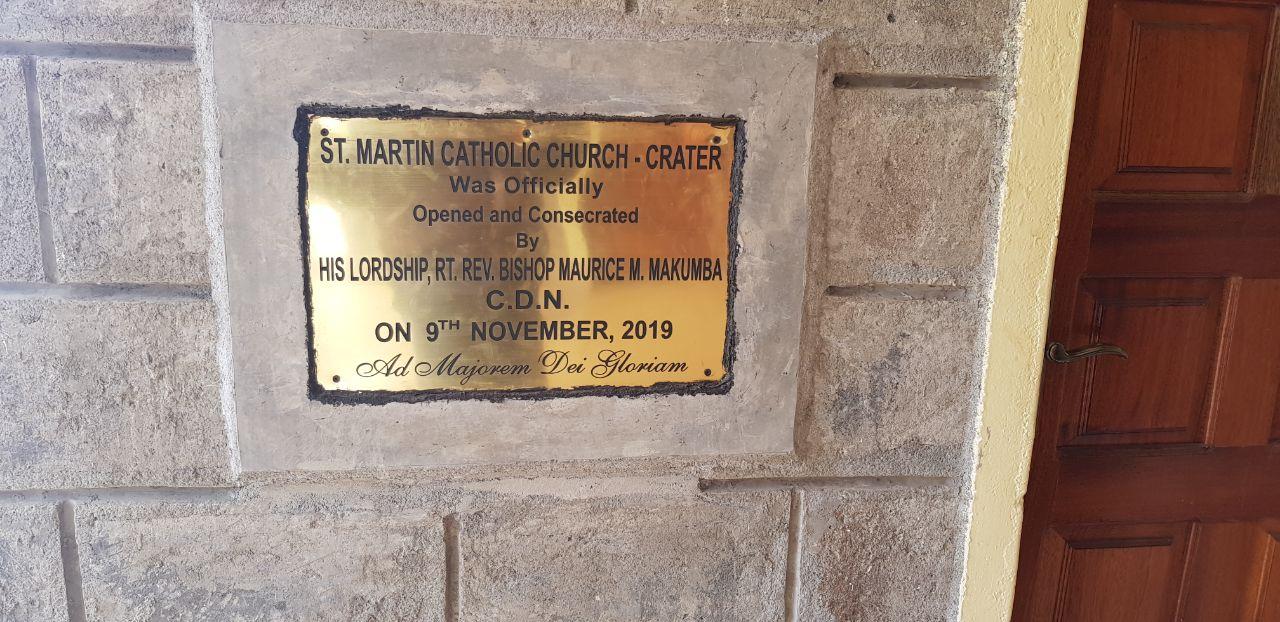 ST. MARTIN CATHOLIC CHURCH - CRATER
Was Officially
Opened and Consecrated
By
HIS LORDSHIP, RT. REV. BISHOP MAURICE M. MAKUMBA
C.D.N.
ON 9TH NOVEMBER, 2019
Ad Majorem Dei Gloriam